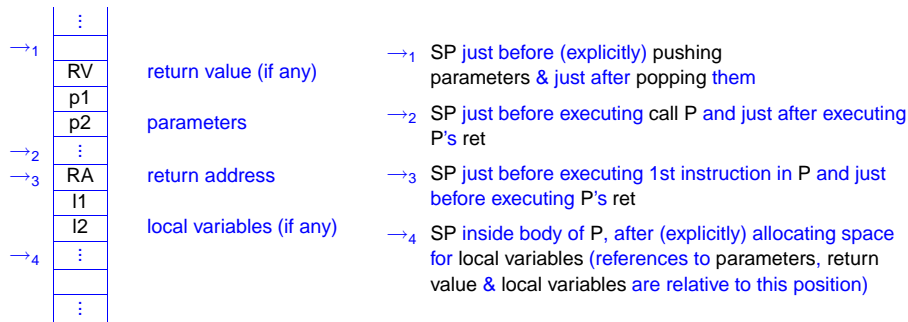 ⋮
→1
RV return value (if any)
p1
p2 parameters
→2 ⋮
→3 RA return address
l1
l2 local variables (if any)
→4 ⋮
⋮
→1 SP just before (explicitly) pushing
parameters & just after popping them
→2 SP just before executing call P and just after executing
P's ret
→3 SP just before executing 1st instruction in P and just
before executing P's ret
→4 SP inside body of P, after (explicitly) allocating space
for local variables (references to parameters, return
value & local variables are relative to this position)